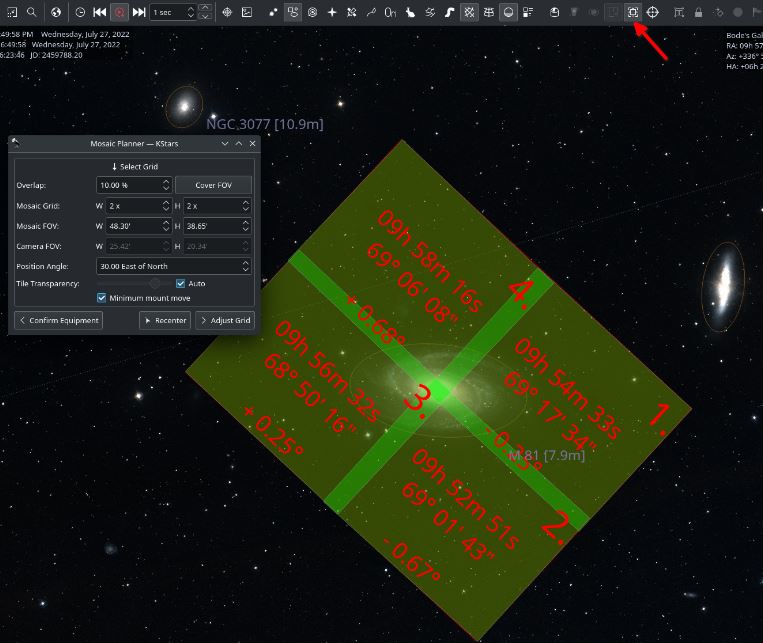 1 sec
:49:58 PM Wednesday, July 27, 2022
6:49:58 Wednesday, July 27, 2022
6:23:46 JD: 2459788.20
Bode's Gal
RA: 09h 57
Az: +336° 5
HA: +06h 2
NGC 3077 [10.9m]
Mosaic Planner — KStars
↓ Select Grid
Overlap: 10.00 % Cover FOV
Mosaic Grid: W 2 x H 2 x
Mosaic FOV: W 48.30' H 38.65'
Camera FOV: W 25.42' H 20.34'
Position Angle: 30.00 East of North
Tile Transparency: Auto
Minimum mount move
< Confirm Equipment
Recenter
> Adjust Grid
09h 58m 16s
69° 06' 08"
4.
+ 0.68°
09h 56m 32s
68° 50' 16"
3.
+ 0.25°
09h 54m 33s
69° 17' 34"
1.
M 81 [7.9m]
09h 52m 51s
69° 01' 43"
2.
- 0.67°